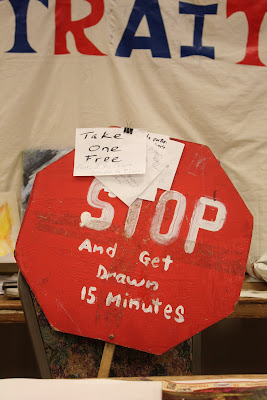 TRAIT
Take
One
Free
STOP
And Get
Drawn
15 Minutes